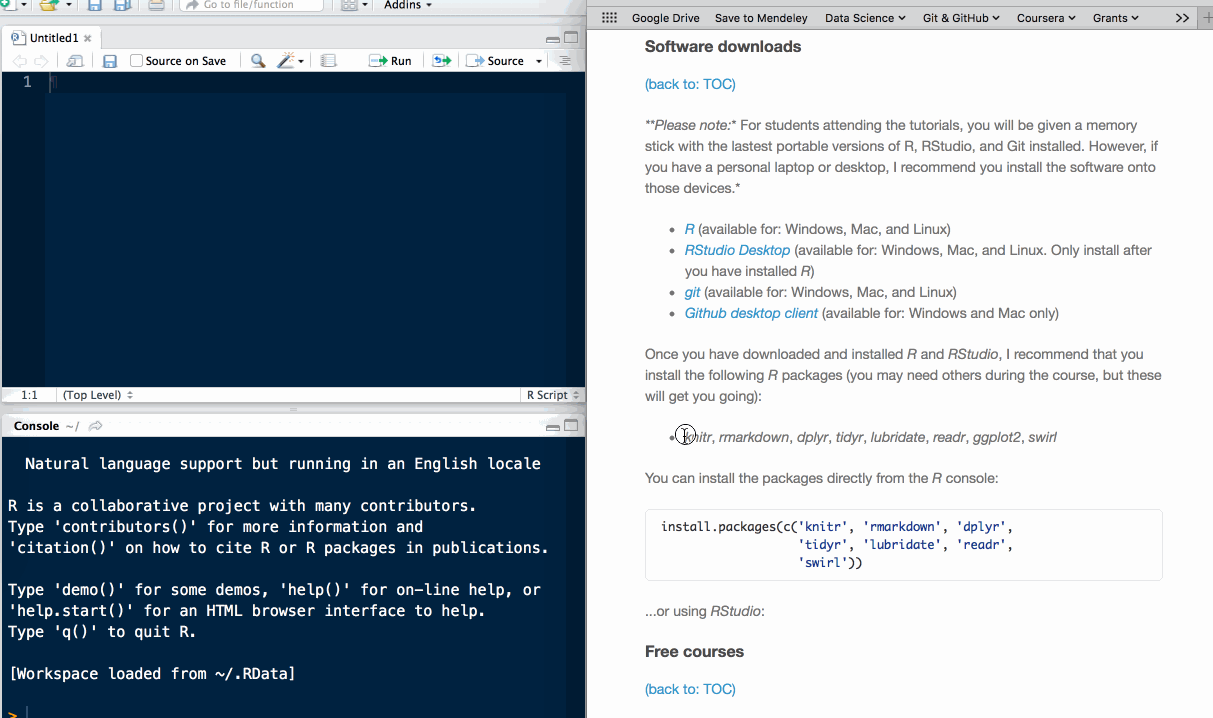 Go to file/function
Addins
Untitled1
Source on Save
Run
Source
1
1:1
(Top Level)
R Script
Console ~/
Natural language support but running in an English locale
R is a collaborative project with many contributors.
Type 'contributors()' for more information and
'citation()' on how to cite R or R packages in publications.
Type 'demo()' for some demos, 'help()' for on-line help, or
'help.start()' for an HTML browser interface to help.
Type 'q()' to quit R.
[Workspace loaded from ~/.RData]
>
Google Drive Save to Mendeley Data Science Git & GitHub Coursera Grants >>
Software downloads
(back to: TOC)
**Please note:* For students attending the tutorials, you will be given a memory
stick with the lastest portable versions of R, RStudio, and Git installed. However, if
you have a personal laptop or desktop, I recommend you install the software onto
those devices.*
• R (available for: Windows, Mac, and Linux)
• RStudio Desktop (available for: Windows, Mac, and Linux. Only install after
you have installed R)
• git (available for: Windows, Mac, and Linux)
• Github desktop client (available for: Windows and Mac only)
Once you have downloaded and installed R and RStudio, I recommend that you
install the following R packages (you may need others during the course, but these
will get you going):
• knitr, rmarkdown, dplyr, tidyr, lubridate, readr, ggplot2, swirl
You can install the packages directly from the R console:
install.packages(c('knitr', 'rmarkdown', 'dplyr',
'tidyr', 'lubridate', 'readr',
'swirl'))
...or using RStudio:
Free courses
(back to: TOC)